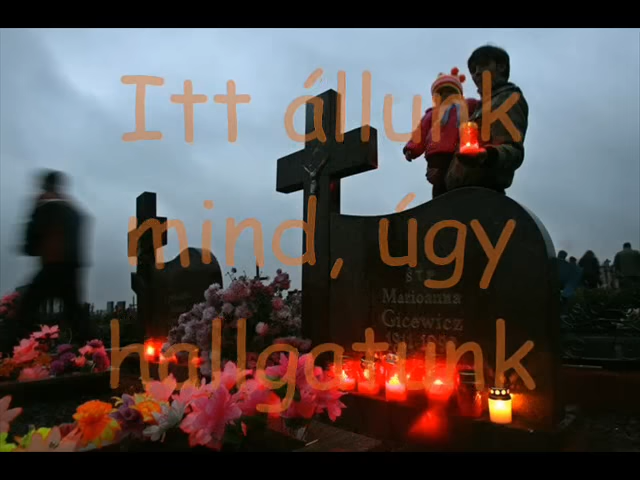 Itt állunk
mind, úgy
hallgatunk
Ś.T.P.
Marioanna
Gicewicz